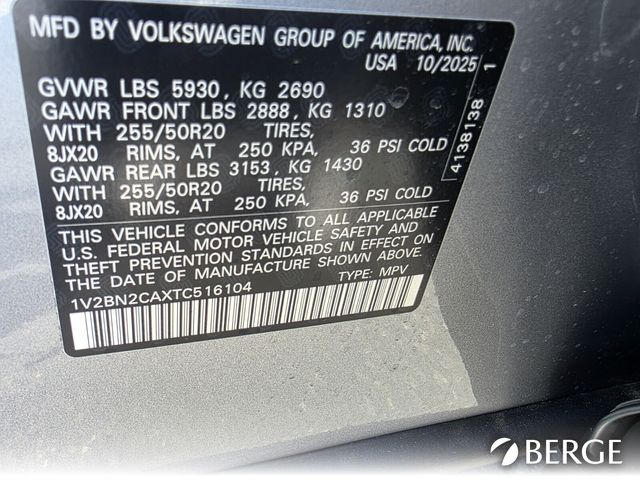 MFD BY VOLKSWAGEN GROUP OF AMERICA, INC.
USA 10/2025
GVWR LBS 5930, KG 2690
GAWR FRONT LBS 2888, KG 1310
WITH 255/50R20 TIRES,
8JX20 RIMS, AT 250 KPA, 36 PSI COLD
GAWR REAR LBS 3153, KG 1430
WITH 255/50R20 TIRES,
8JX20 RIMS, AT 250 KPA, 36 PSI COLD
THIS VEHICLE CONFORMS TO ALL APPLICABLE
U.S. FEDERAL MOTOR VEHICLE SAFETY AND
THEFT PREVENTION STANDARDS IN EFFECT ON
THE DATE OF MANUFACTURE SHOWN ABOVE.
1V2BN2CAXTC516104 TYPE: MPV
4138138 1
BERGE